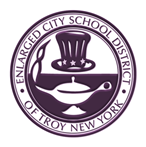 ENLARGED CITY SCHOOL DISTRICT
OF TROY NEW YORK